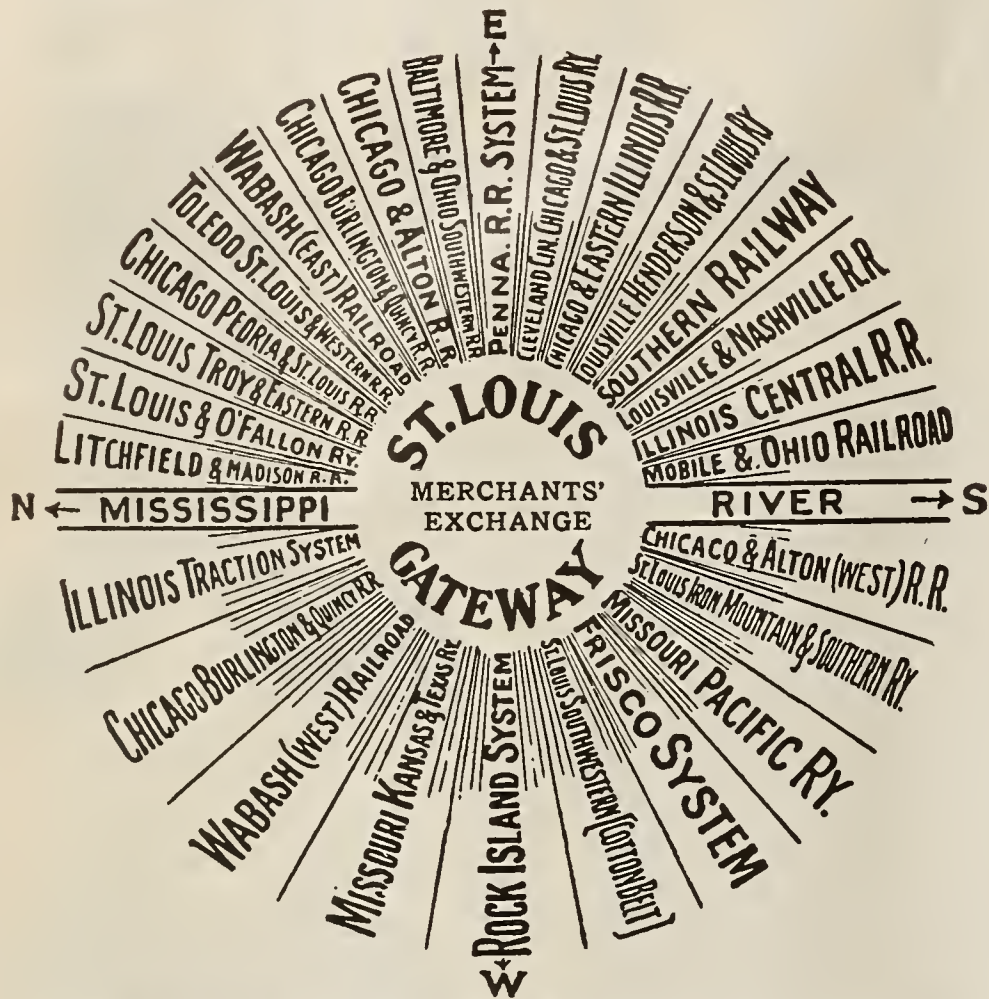 E
LITCHFIELD & MADISON R.R.
ST. LOUIS & O'FALLON RY.
ST. LOUIS TROY & EASTERN R.R.
CHICAGO PEORIA & ST. LOUIS R.R.
TOLEDO ST. LOUIS & WESTERN R.R.
WABASH (EAST) RAILROAD
CHICAGO BURLINGTON & QUINCY R.R.
CHICAGO & ALTON R.R.
BALTIMORE & OHIO SOUTHWESTERN R.R.
PENNA. R.R. SYSTEM
CLEVELAND CIN. CHICAGO & ST. LOUIS RY.
CHICAGO & EASTERN ILLINOIS R.R.
LOUISVILLE HENDERSON & ST. LOUIS RY
SOUTHERN RAILWAY
LOUISVILLE & NASHVILLE R.R
ILLINOIS CENTRAL R.R.
MOBILE & OHIO RAILROAD
ST. LOUIS
MERCHANTS'
EXCHANGE
GATEWAY
N ← MISSISSIPPI RIVER → S
ILLINOIS TRACTION SYSTEM
CHICAGO BURLINGTON & QUINCY R.R
WABASH (WEST) RAILROAD
MISSOURI KANSAS & TEXAS RY.
ROCK ISLAND SYSTEM
ST. LOUIS SOUTHWESTERN (COTTON BELT)
FRISCO SYSTEM
MISSOURI PACIFIC RY.
ST. LOUIS IRON MOUNTAIN & SOUTHERN RY.
CHICAGO & ALTON (WEST) R.R.
W